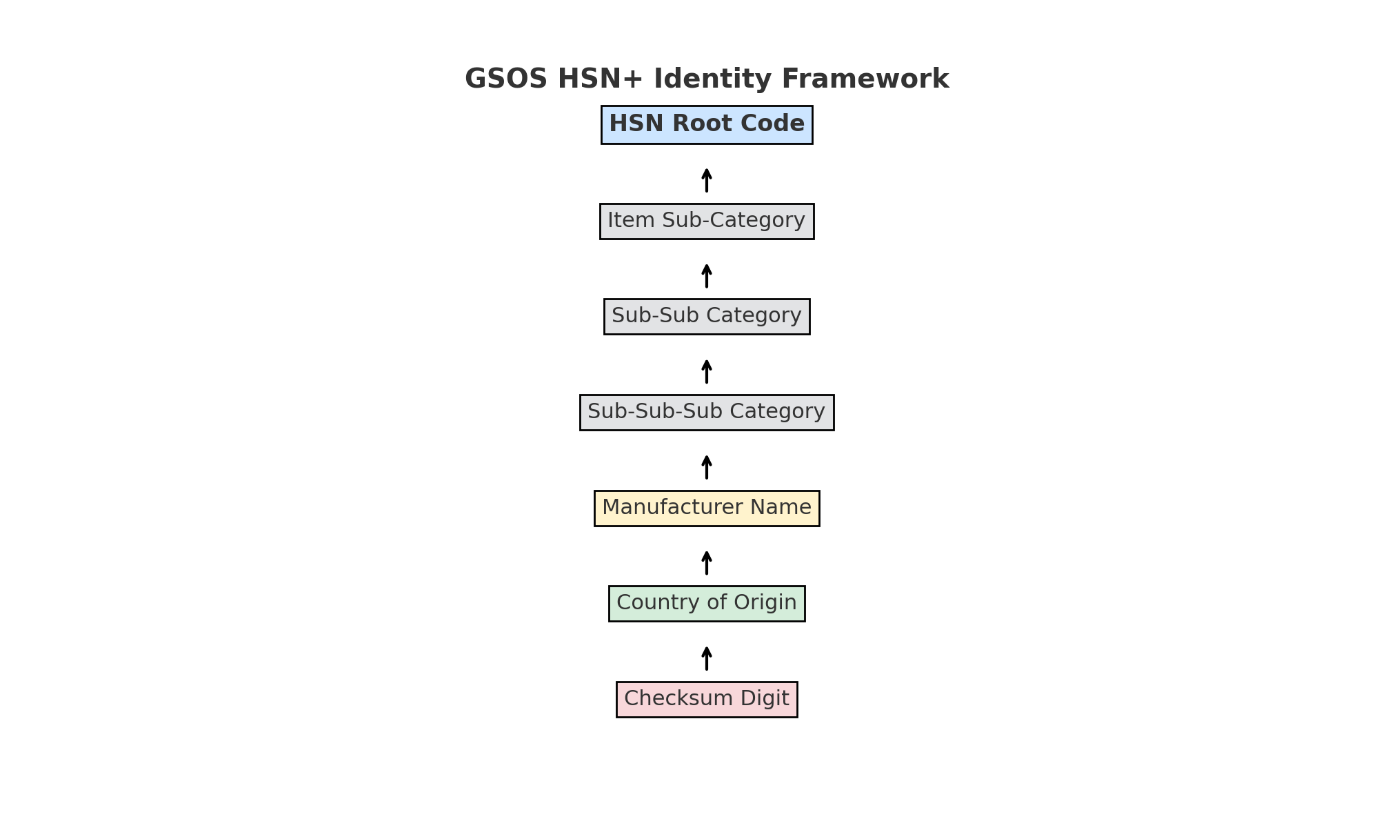 GSOS HSN+ Identity Framework
HSN Root Code
Item Sub-Category
Sub-Sub Category
Sub-Sub-Sub Category
Manufacturer Name
Country of Origin
Checksum Digit